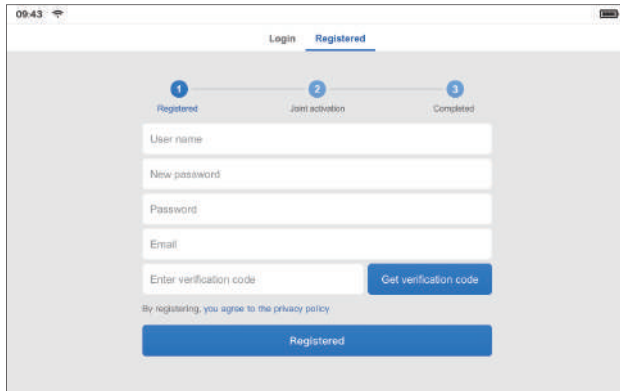 09:43
Login Registered
1 2 3
Registered Joint activation Completed
User name
New password
Password
Email
Enter verification code Get verification code
By registering, you agree to the privacy policy
Registered